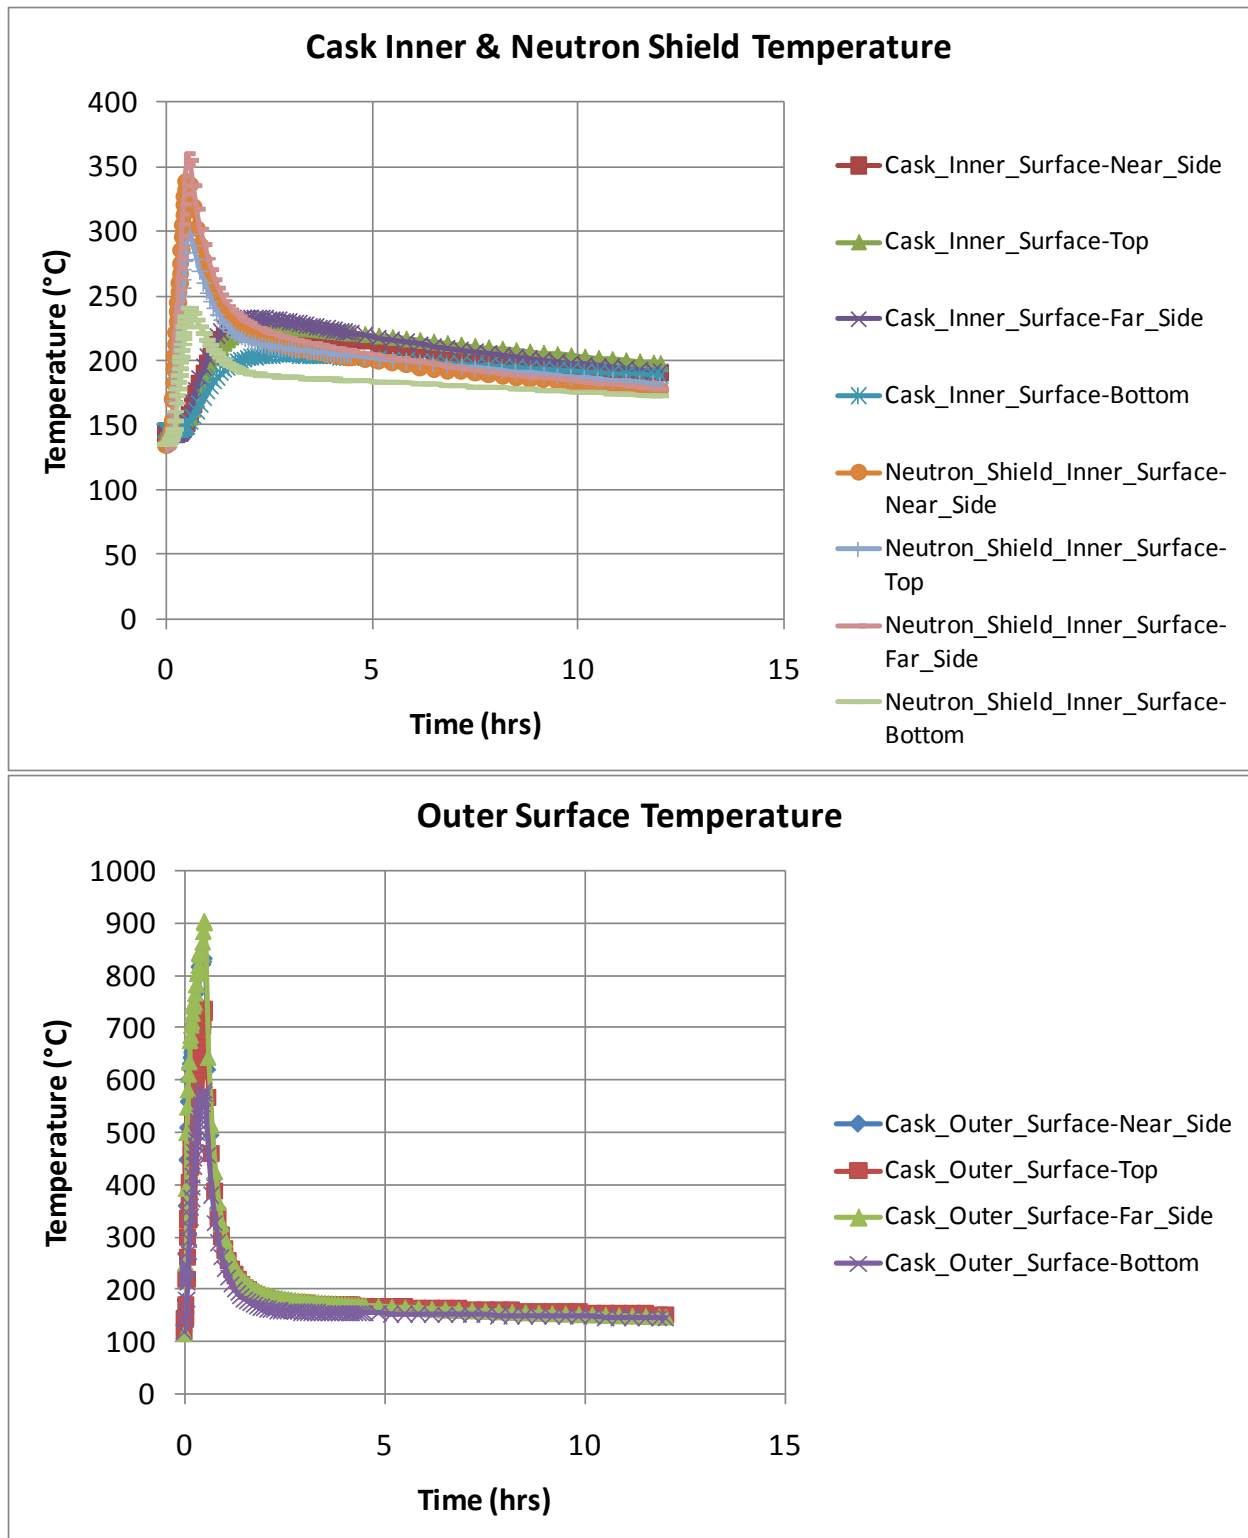 Cask Inner & Neutron Shield Temperature
400
350
300
250
200
150
100
50
0
Temperature (°C)
0 5 10 15
Time (hrs)
Cask_Inner_Surface-Near_Side
Cask_Inner_Surface-Top
Cask_Inner_Surface-Far_Side
Cask_Inner_Surface-Bottom
Neutron_Shield_Inner_Surface-
Near_Side
Neutron_Shield_Inner_Surface-
Top
Neutron_Shield_Inner_Surface-
Far_Side
Neutron_Shield_Inner_Surface-
Bottom
Outer Surface Temperature
1000
900
800
700
600
500
400
300
200
100
0
Temperature (°C)
0 5 10 15
Time (hrs)
Cask_Outer_Surface-Near_Side
Cask_Outer_Surface-Top
Cask_Outer_Surface-Far_Side
Cask_Outer_Surface-Bottom